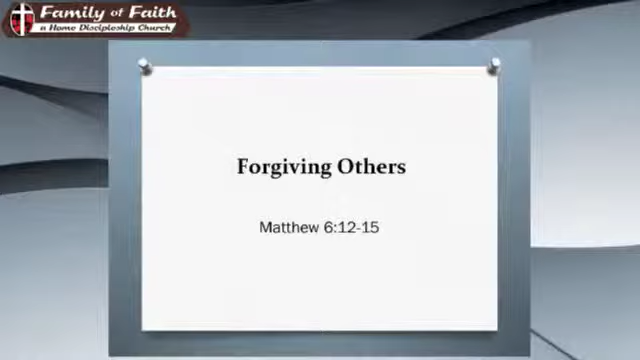 Family of Faith
a Home Discipleship Church
Forgiving Others
Matthew 6:12-15